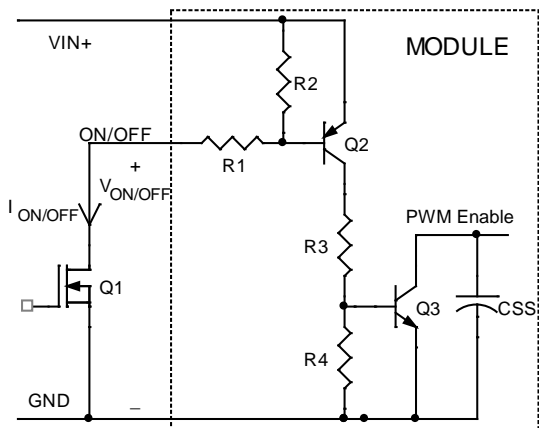 VIN+
MODULE
R2
ON/OFF
R1
Q2
+
V ON/OFF
I ON/OFF
PWM Enable
R3
Q1
Q3
CSS
R4
GND
–